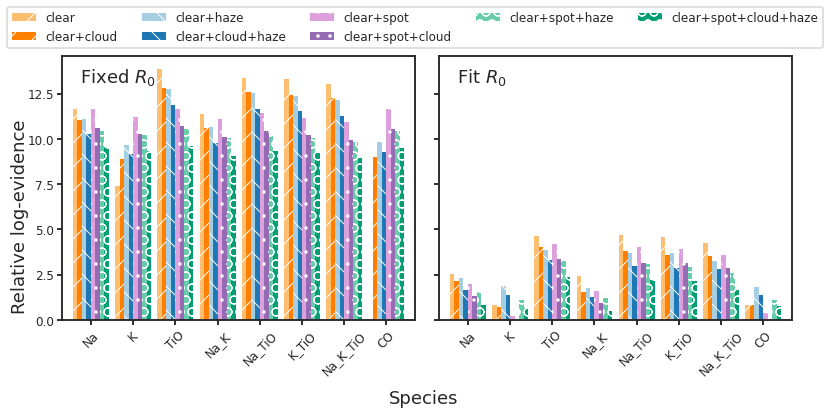 clear clear+haze clear+spot clear+spot+haze clear+spot+cloud+haze
clear+cloud clear+cloud+haze clear+spot+cloud
Fixed R₀ Fit R₀
Relative log-evidence
12.5
10.0
7.5
5.0
2.5
0.0
Na K TiO Na_K Na_TiO K_TiO Na_K_TiO CO Na K TiO Na_K Na_TiO K_TiO Na_K_TiO CO
Species